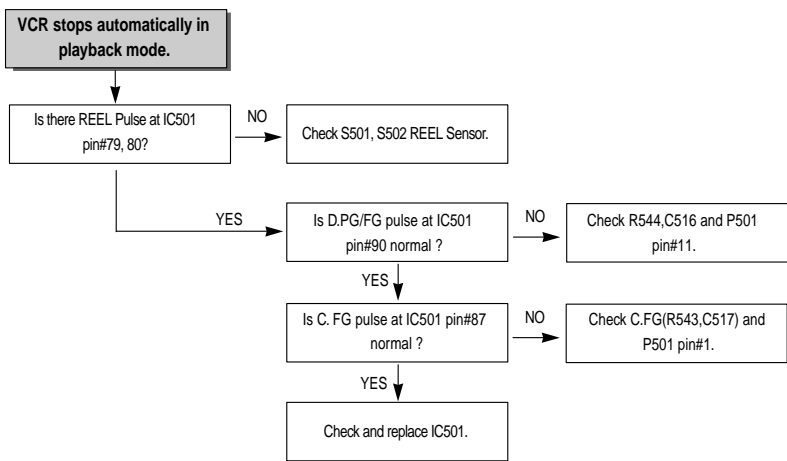 VCR stops automatically in
playback mode.
Is there REEL Pulse at IC501
pin#79, 80?
NO
Check S501, S502 REEL Sensor.
YES
Is D.PG/FG pulse at IC501
pin#90 normal ?
NO
Check R544,C516 and P501
pin#11.
YES
Is C. FG pulse at IC501 pin#87
normal ?
NO
Check C.FG(R543,C517) and
P501 pin#1.
YES
Check and replace IC501.